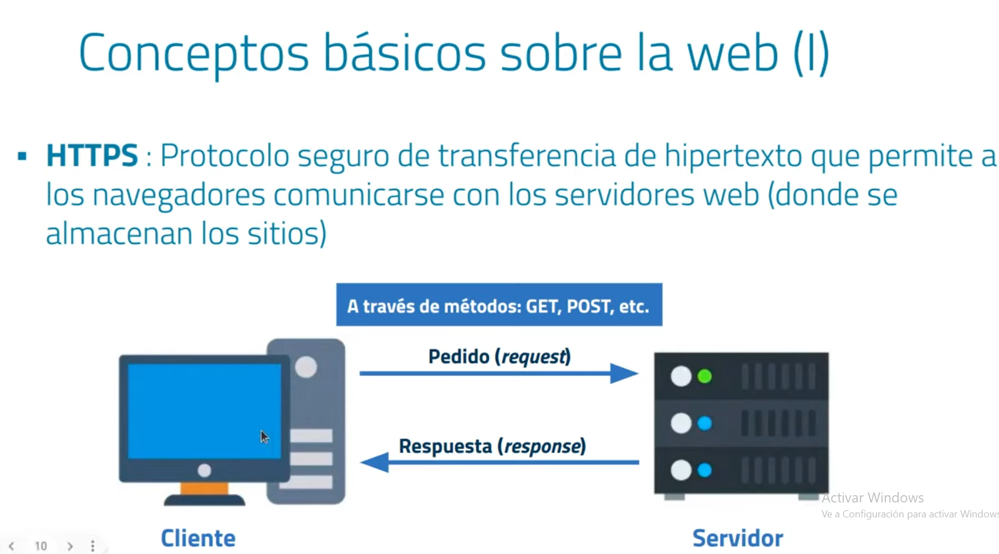 Conceptos básicos sobre la web (I)
▪ HTTPS : Protocolo seguro de transferencia de hipertexto que permite a
los navegadores comunicarse con los servidores web (donde se
almacenan los sitios)
A través de métodos: GET, POST, etc.
Pedido (request)
Respuesta (response)
Cliente
Servidor
Activar Windows
Ve a Configuración para activar Windows
10